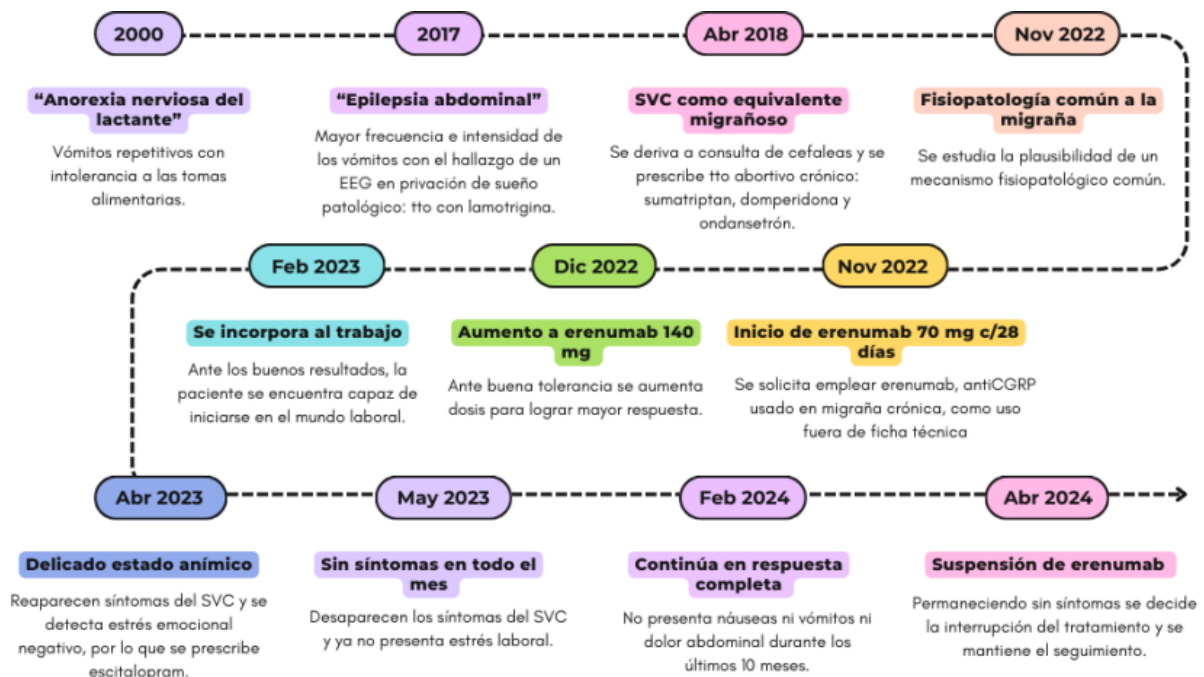 2000
“Anorexia nerviosa del
lactante”
Vómitos repetitivos con
intolerancia a las tomas
alimentarias.
2017
“Epilepsia abdominal”
Mayor frecuencia e intensidad de
los vómitos con el hallazgo de un
EEG en privación de sueño
patológico: tto con lamotrigina.
Abr 2018
SVC como equivalente
migrañoso
Se deriva a consulta de cefaleas y se
prescribe tto abortivo crónico:
sumatriptan, domperidona y
ondansetrón.
Nov 2022
Fisiopatología común a la
migraña
Se estudia la plausibilidad de un
mecanismo fisiopatológico común.
Nov 2022
Inicio de erenumab 70 mg c/28
días
Se solicita emplear erenumab, antiCGRP
usado en migraña crónica, como uso
fuera de ficha técnica
Dic 2022
Aumento a erenumab 140
mg
Ante buena tolerancia se aumenta
dosis para lograr mayor respuesta.
Feb 2023
Se incorpora al trabajo
Ante los buenos resultados, la
paciente se encuentra capaz de
iniciarse en el mundo laboral.
Abr 2023
Delicado estado anímico
Reaparecen síntomas del SVC y se
detecta estrés emocional
negativo, por lo que se prescribe
escitalopram.
May 2023
Sin síntomas en todo el
mes
Desaparecen los síntomas del SVC
y ya no presenta estrés laboral.
Feb 2024
Continúa en respuesta
completa
No presenta náuseas ni vómitos ni
dolor abdominal durante los
últimos 10 meses.
Abr 2024
Suspensión de erenumab
Permaneciendo sin síntomas se decide
la interrupción del tratamiento y se
mantiene el seguimiento.